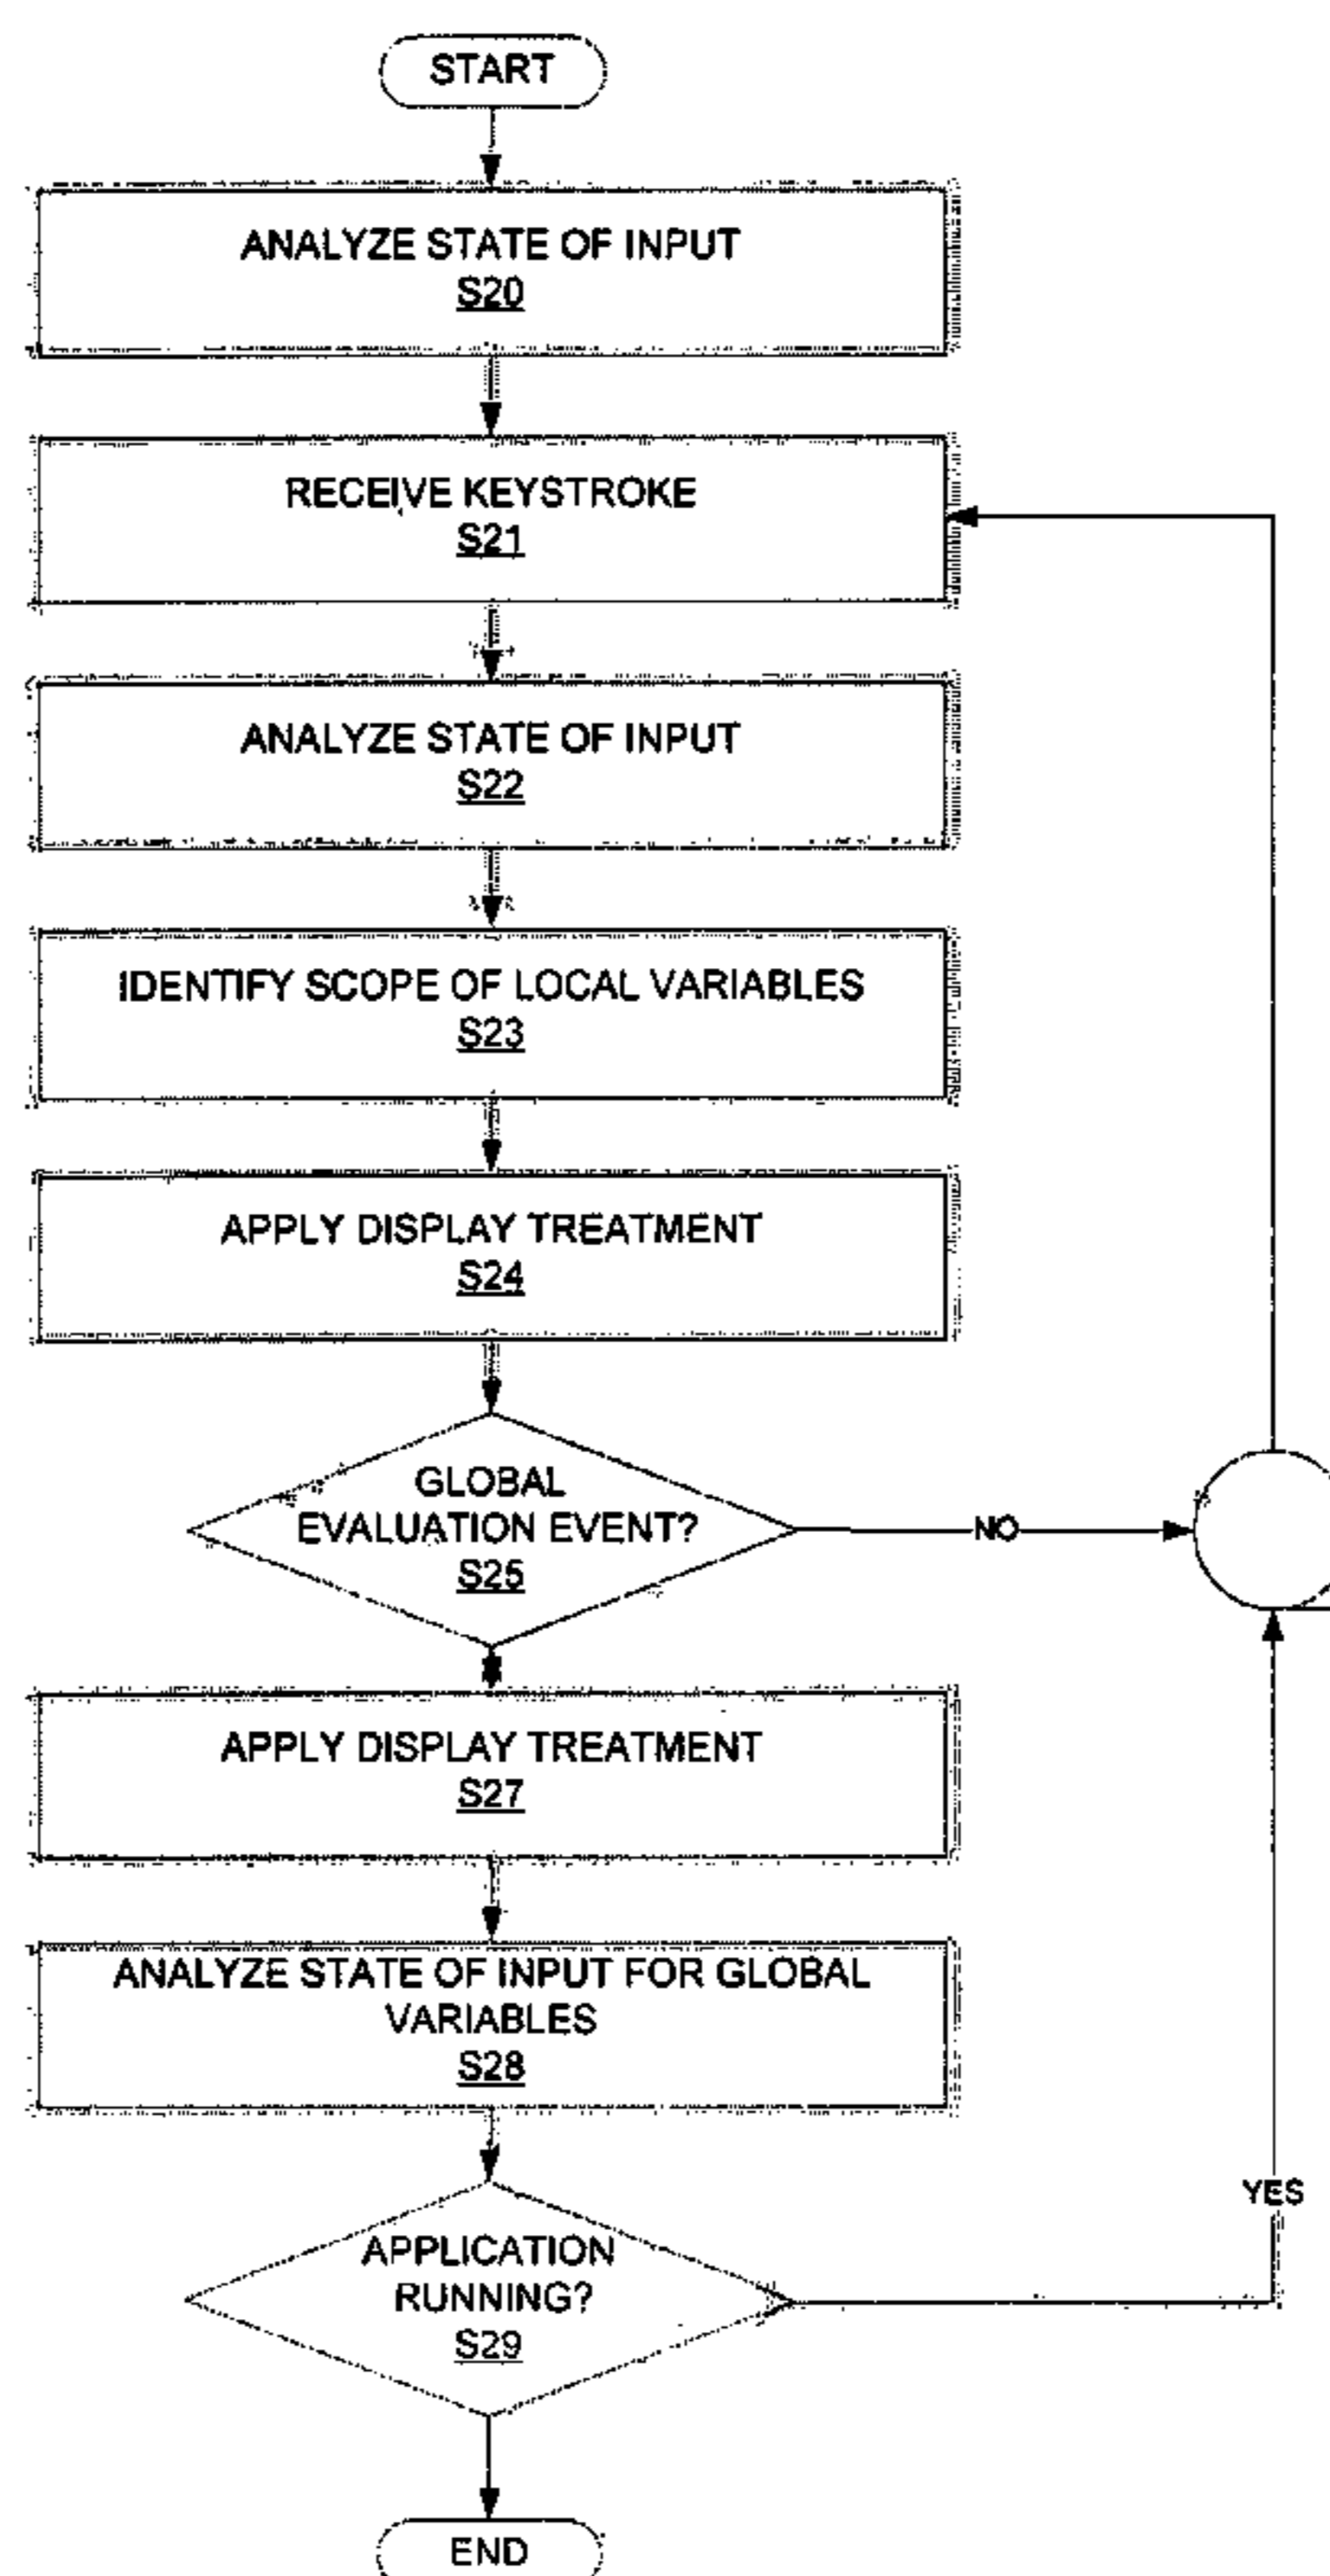 START
ANALYZE STATE OF INPUT
S20
RECEIVE KEYSTROKE
S21
ANALYZE STATE OF INPUT
S22
IDENTIFY SCOPE OF LOCAL VARIABLES
S23
APPLY DISPLAY TREATMENT
S24
GLOBAL
EVALUATION EVENT?
S25
NO
APPLY DISPLAY TREATMENT
S27
ANALYZE STATE OF INPUT FOR GLOBAL
VARIABLES
S28
YES
APPLICATION
RUNNING?
S29
END